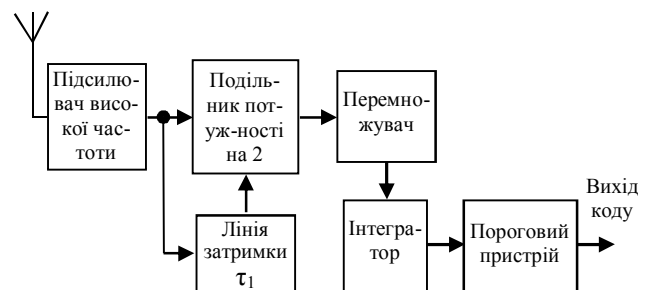 Підсилю-
вач висо-
кої час-
тоти
Поділь-
ник пот-
уж-ності
на 2
Перемно-
жувач
Лінія
затримки
τ1
Інтегра-
тор
Пороговий
пристрій
Вихід
коду